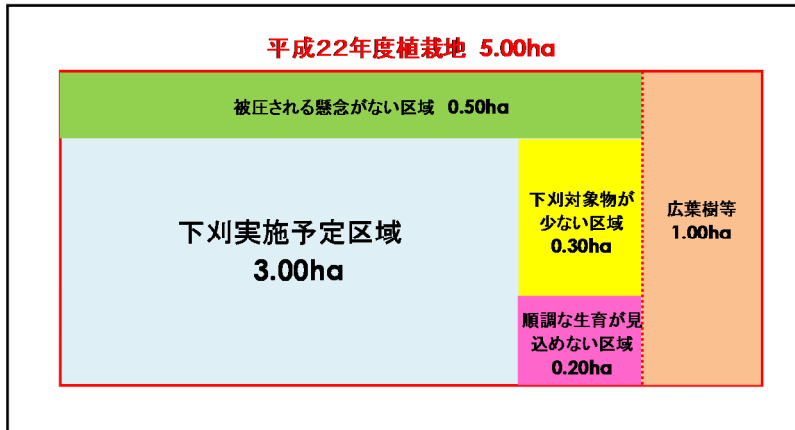 平成22年度植栽地 5.00ha
被圧される懸念がない区域 0.50ha
下刈実施予定区域
3.00ha
下刈対象物が
少ない区域
0.30ha
順調な生育が見
込めない区域
0.20ha
広葉樹等
1.00ha